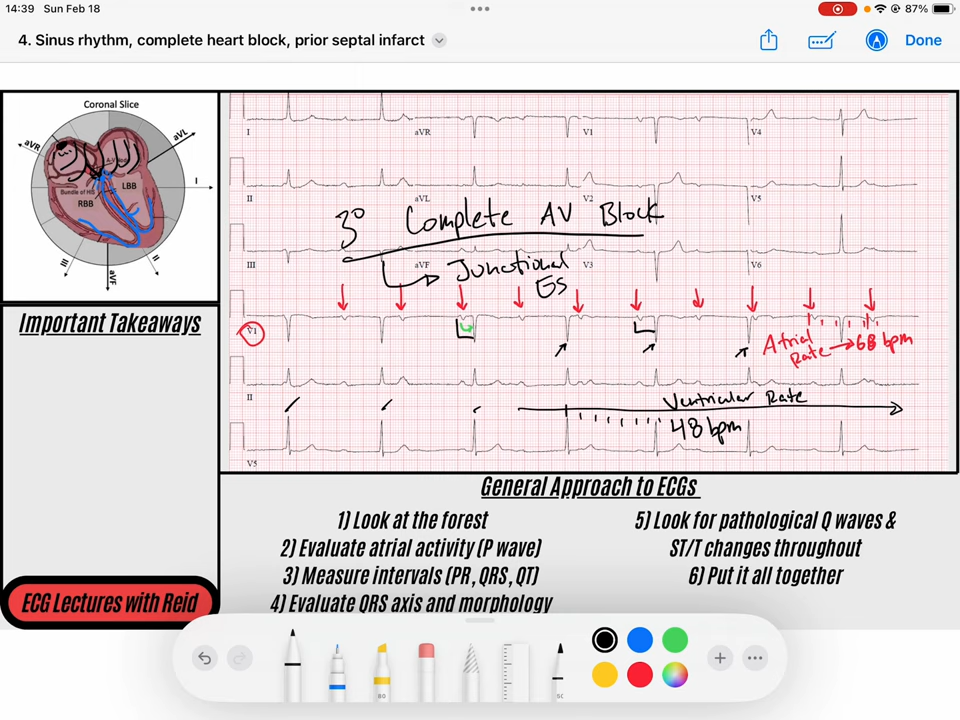 14:39 Sun Feb 18
87%
4. Sinus rhythm, complete heart block, prior septal infarct
Done
Coronal Slice
aVR
aVL
I
LBB
Bundle of HIS
RBB
III
II
aVF
I aVR V1 V4
II aVL V2 V5
3° Complete AV Block
III aVF V3 V6
Junctional
V1
Atrial
Rate → 68 bpm
II
Ventricular Rate
48 bpm
V5
Important Takeaways
ECG Lectures with Reid
General Approach to ECGs
1) Look at the forest
2) Evaluate atrial activity (P wave)
3) Measure intervals (PR, QRS, QT)
4) Evaluate QRS axis and morphology
5) Look for pathological Q waves &
ST/T changes throughout
6) Put it all together
80